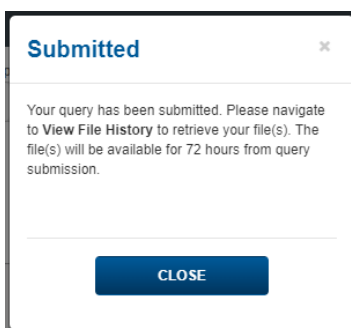 Submitted
×
Your query has been submitted. Please navigate
to View File History to retrieve your file(s). The
file(s) will be available for 72 hours from query
submission.
CLOSE